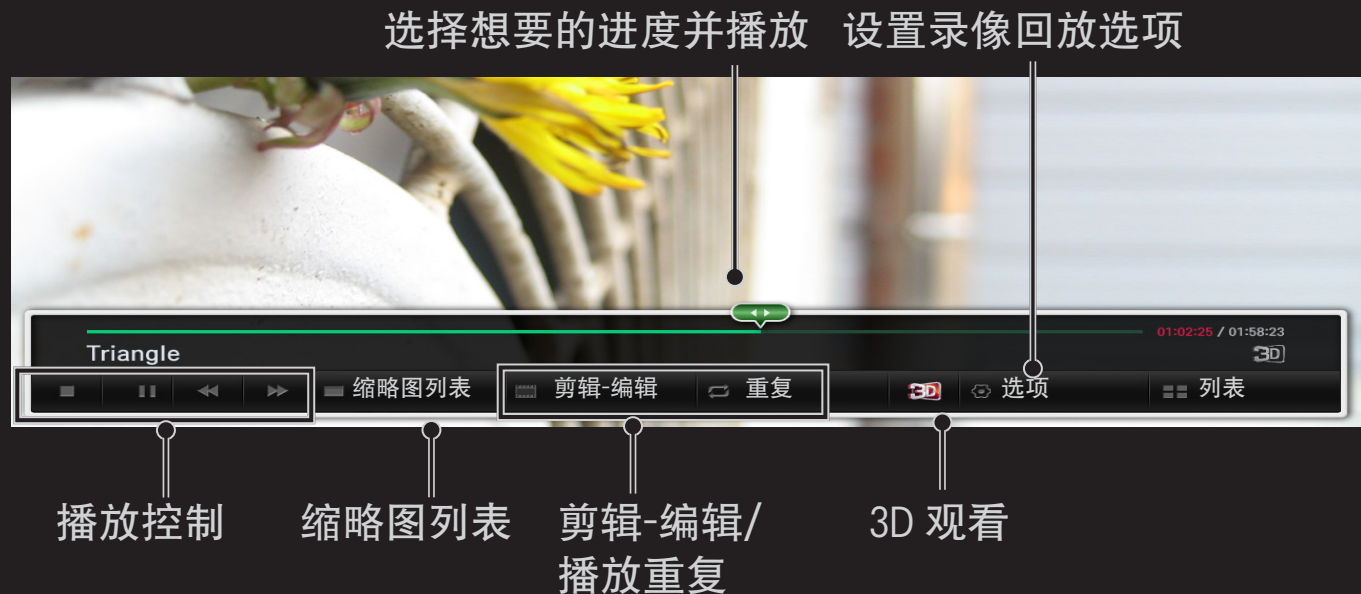 选择想要的进度并播放 设置录像回放选项
01:02:25 / 01:58:23
Triangle
3D
缩略图列表 剪辑-编辑 重复 3D 选项 列表
播放控制 缩略图列表 剪辑-编辑/ 3D 观看
播放重复